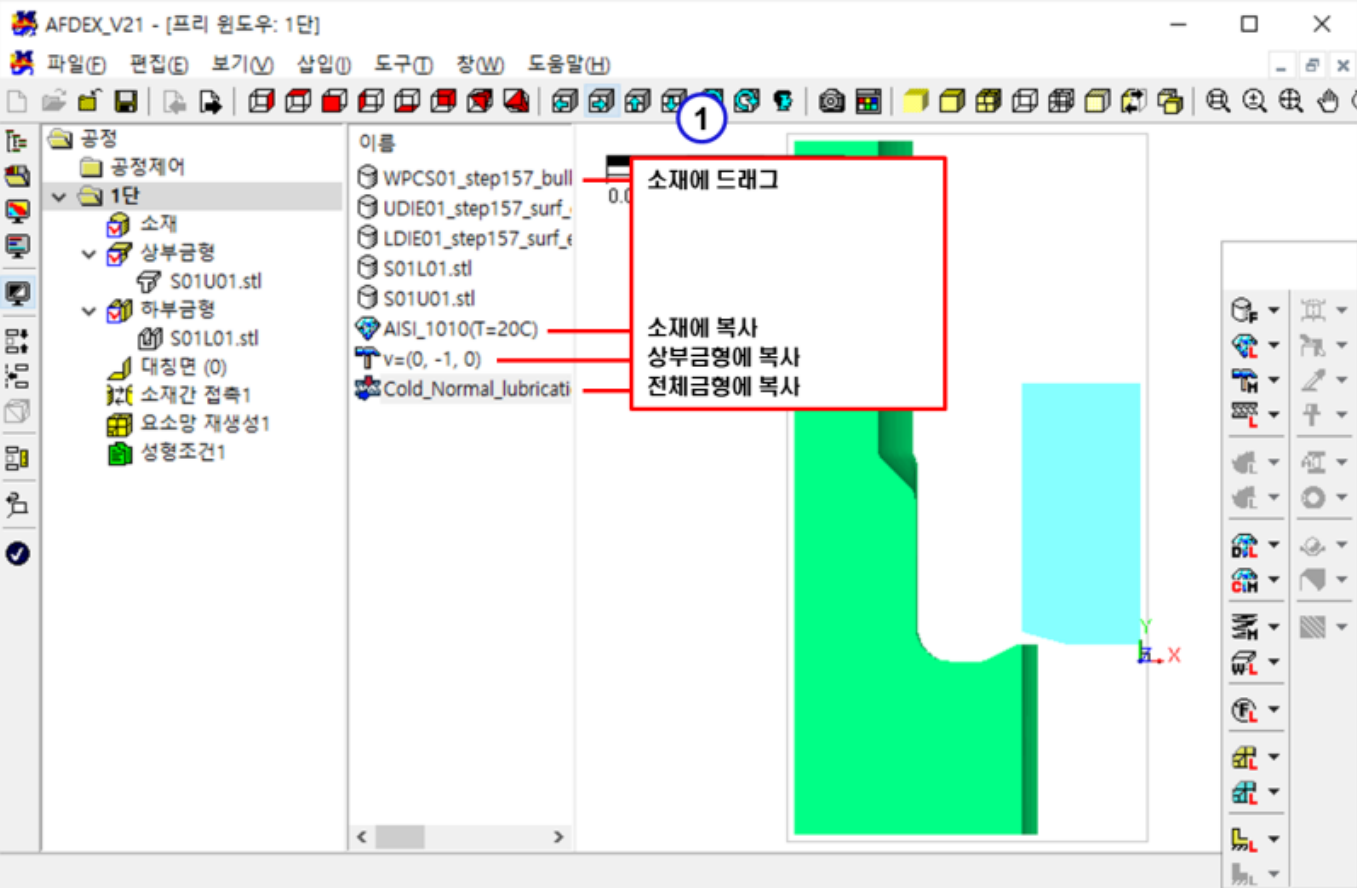 AFDEX_V21 - [프리 윈도우: 1단]
파일(F) 편집(E) 보기(V) 삽입(I) 도구(T) 창(W) 도움말(H)
1
공정
공정제어
1단
소재
상부금형
S01U01.stl
하부금형
S01L01.stl
대칭면 (0)
소재간 접촉1
요소망 재생성1
성형조건1
이름
WPCS01_step157_bull
UDIE01_step157_surf_
LDIE01_step157_surf_e
S01L01.stl
S01U01.stl
AISI_1010(T=20C)
v=(0, -1, 0)
Cold_Normal_lubricati
0.0
소재에 드래그
소재에 복사
상부금형에 복사
전체금형에 복사
Y
X